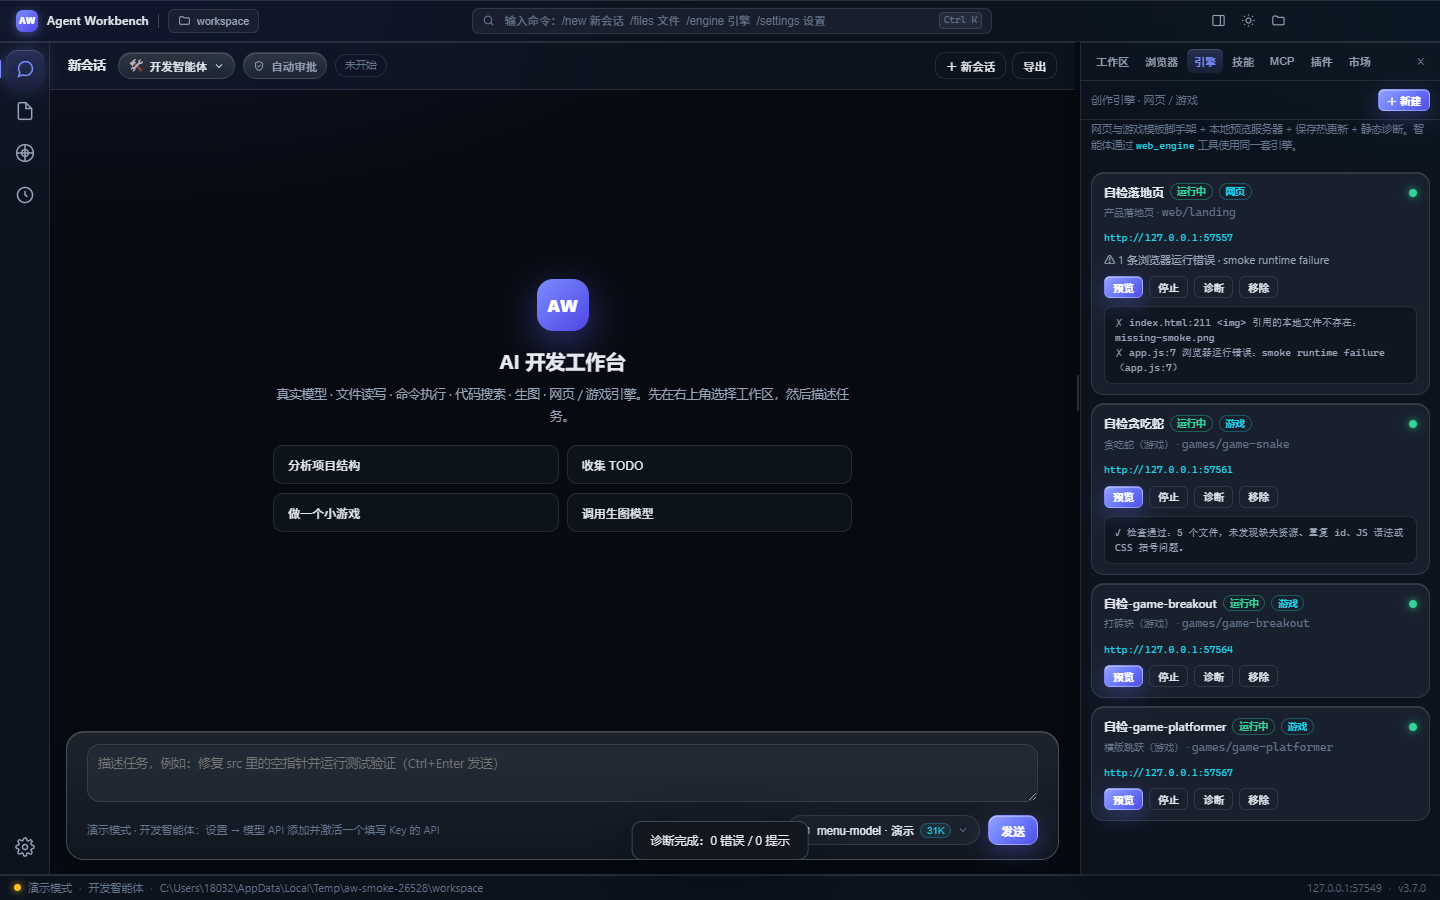 AW Agent Workbench workspace
输入命令：/new 新会话 /files 文件 /engine 引擎 /settings 设置 Ctrl K
新会话 开发智能体 自动审批 未开始 + 新会话 导出
工作区 浏览器 引擎 技能 MCP 插件 市场 ×
创作引擎 · 网页 / 游戏 + 新建
网页与游戏模板脚手架 + 本地预览服务器 + 保存热更新 + 静态诊断。智
能体通过 web_engine 工具使用同一套引擎。
自检落地页 运行中 网页
产品落地页 · web/landing
http://127.0.0.1:57557
⚠ 1 条浏览器运行错误 · smoke runtime failure
预览 停止 诊断 移除
✗ index.html:211 <img> 引用的本地文件不存在：
missing-smoke.png
✗ app.js:7 浏览器运行错误：smoke runtime failure
（app.js:7）
自检贪吃蛇 运行中 游戏
贪吃蛇（游戏） · games/game-snake
http://127.0.0.1:57561
预览 停止 诊断 移除
✓ 检查通过：5 个文件，未发现缺失资源、重复 id、JS 语法或
CSS 括号问题。
自检-game-breakout 运行中 游戏
打砖块（游戏） · games/game-breakout
http://127.0.0.1:57564
预览 停止 诊断 移除
自检-game-platformer 运行中 游戏
横版跳跃（游戏） · games/game-platformer
http://127.0.0.1:57567
预览 停止 诊断 移除
AW
AI 开发工作台
真实模型 · 文件读写 · 命令执行 · 代码搜索 · 生图 · 网页 / 游戏引擎。先在右上角选择工作区，然后描述任
务。
分析项目结构 收集 TODO
做一个小游戏 调用生图模型
描述任务，例如：修复 src 里的空指针并运行测试验证（Ctrl+Enter 发送）
演示模式 · 开发智能体：设置 → 模型 API 添加并激活一个填写 Key 的 API
诊断完成：0 错误 / 0 提示
menu-model · 演示 31K 发送
演示模式 · 开发智能体 · C:\Users\18032\AppData\Local\Temp\aw-smoke-26528\workspace
127.0.0.1:57549 · v3.7.0